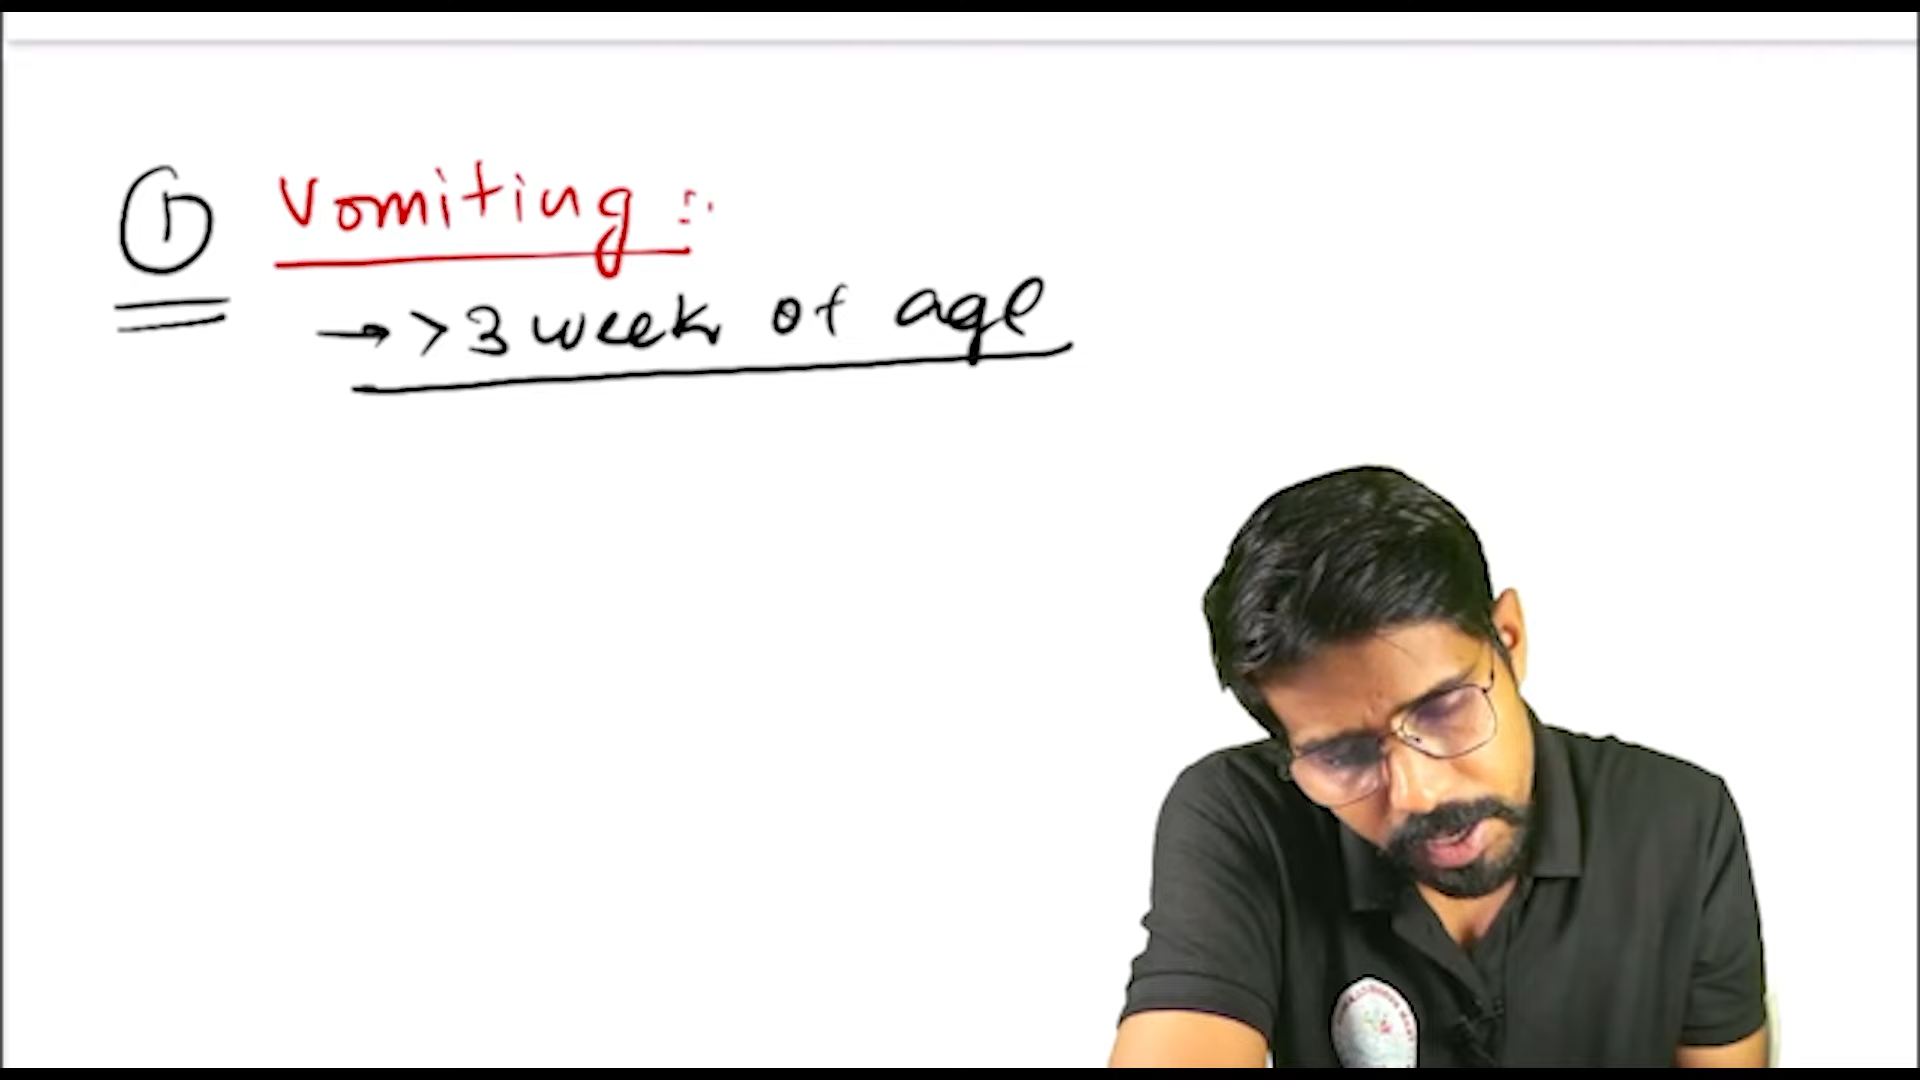 ① Vomiting :-
→ > 3 week of age